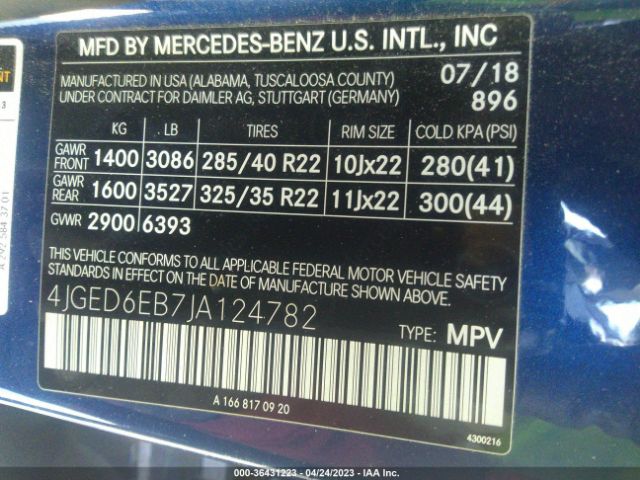 MFD BY MERCEDES-BENZ U.S. INTL., INC
MANUFACTURED IN USA (ALABAMA, TUSCALOOSA COUNTY) 07/18
UNDER CONTRACT FOR DAIMLER AG, STUTTGART (GERMANY) 896
KG LB TIRES RIM SIZE COLD KPA (PSI)
GAWR FRONT 1400 3086 285/40 R22 10Jx22 280(41)
GAWR REAR 1600 3527 325/35 R22 11Jx22 300(44)
GVWR 2900 6393
THIS VEHICLE CONFORMS TO ALL APPLICABLE FEDERAL MOTOR VEHICLE SAFETY
STANDARDS IN EFFECT ON THE DATE OF MANUFACTURE SHOWN ABOVE.
4JGED6EB7JA124782
TYPE: MPV
A 166 817 09 20
4300216
A 292 584 37 01
000-36431223 - 04/24/2023 - IAA Inc.